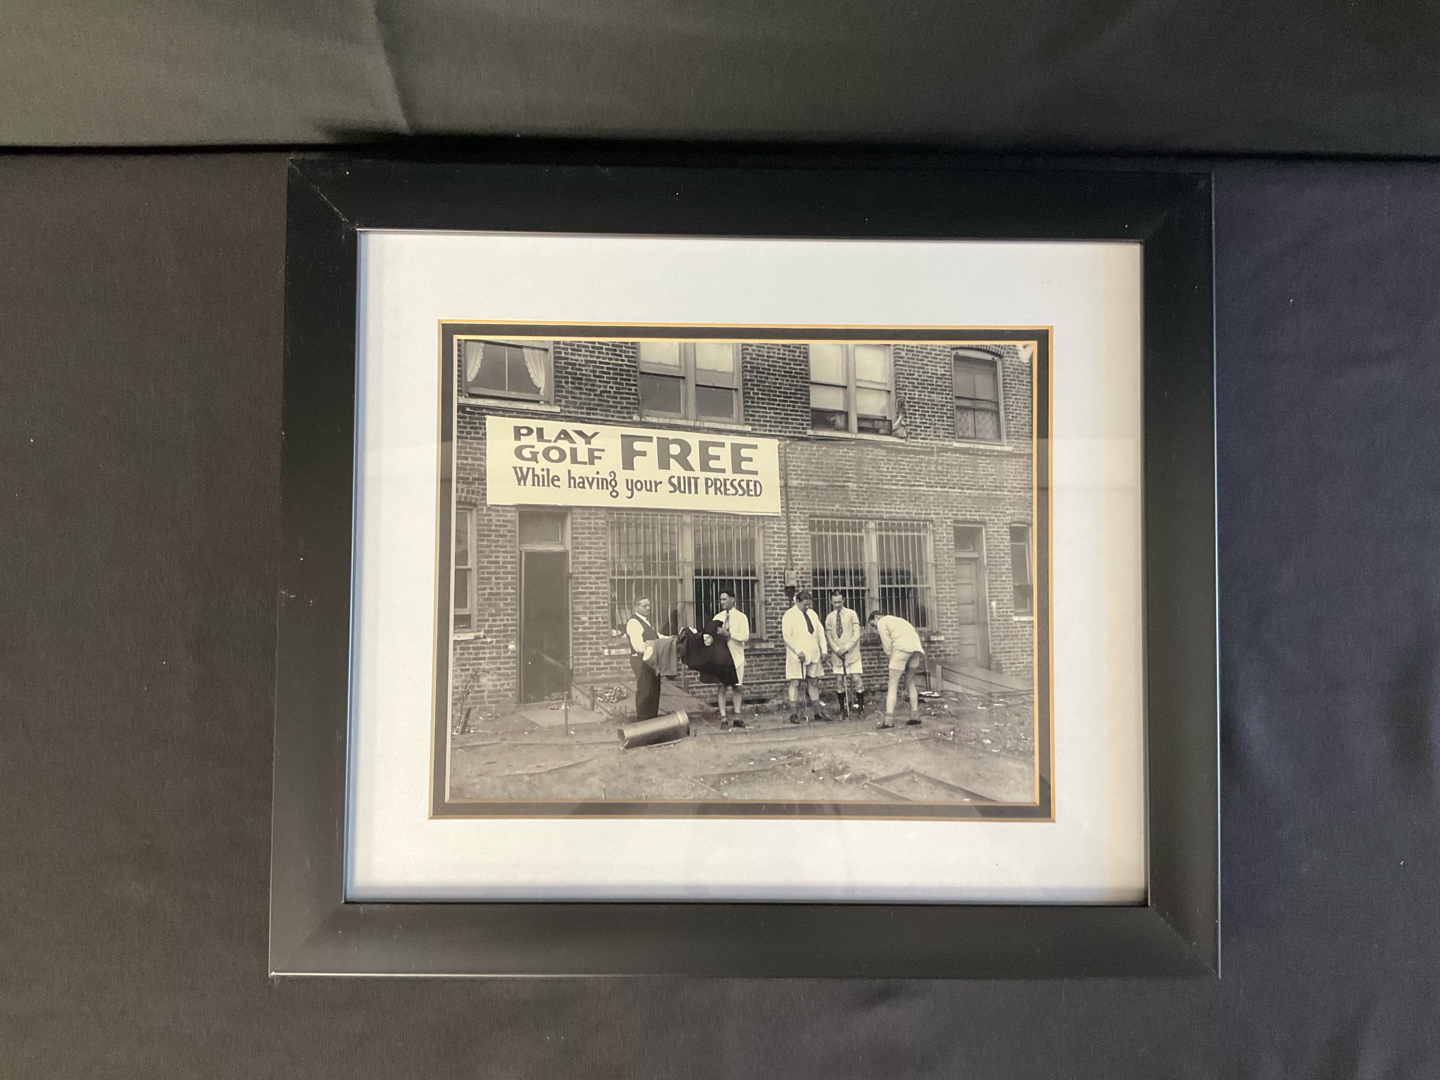 PLAY
GOLF FREE
While having your SUIT PRESSED